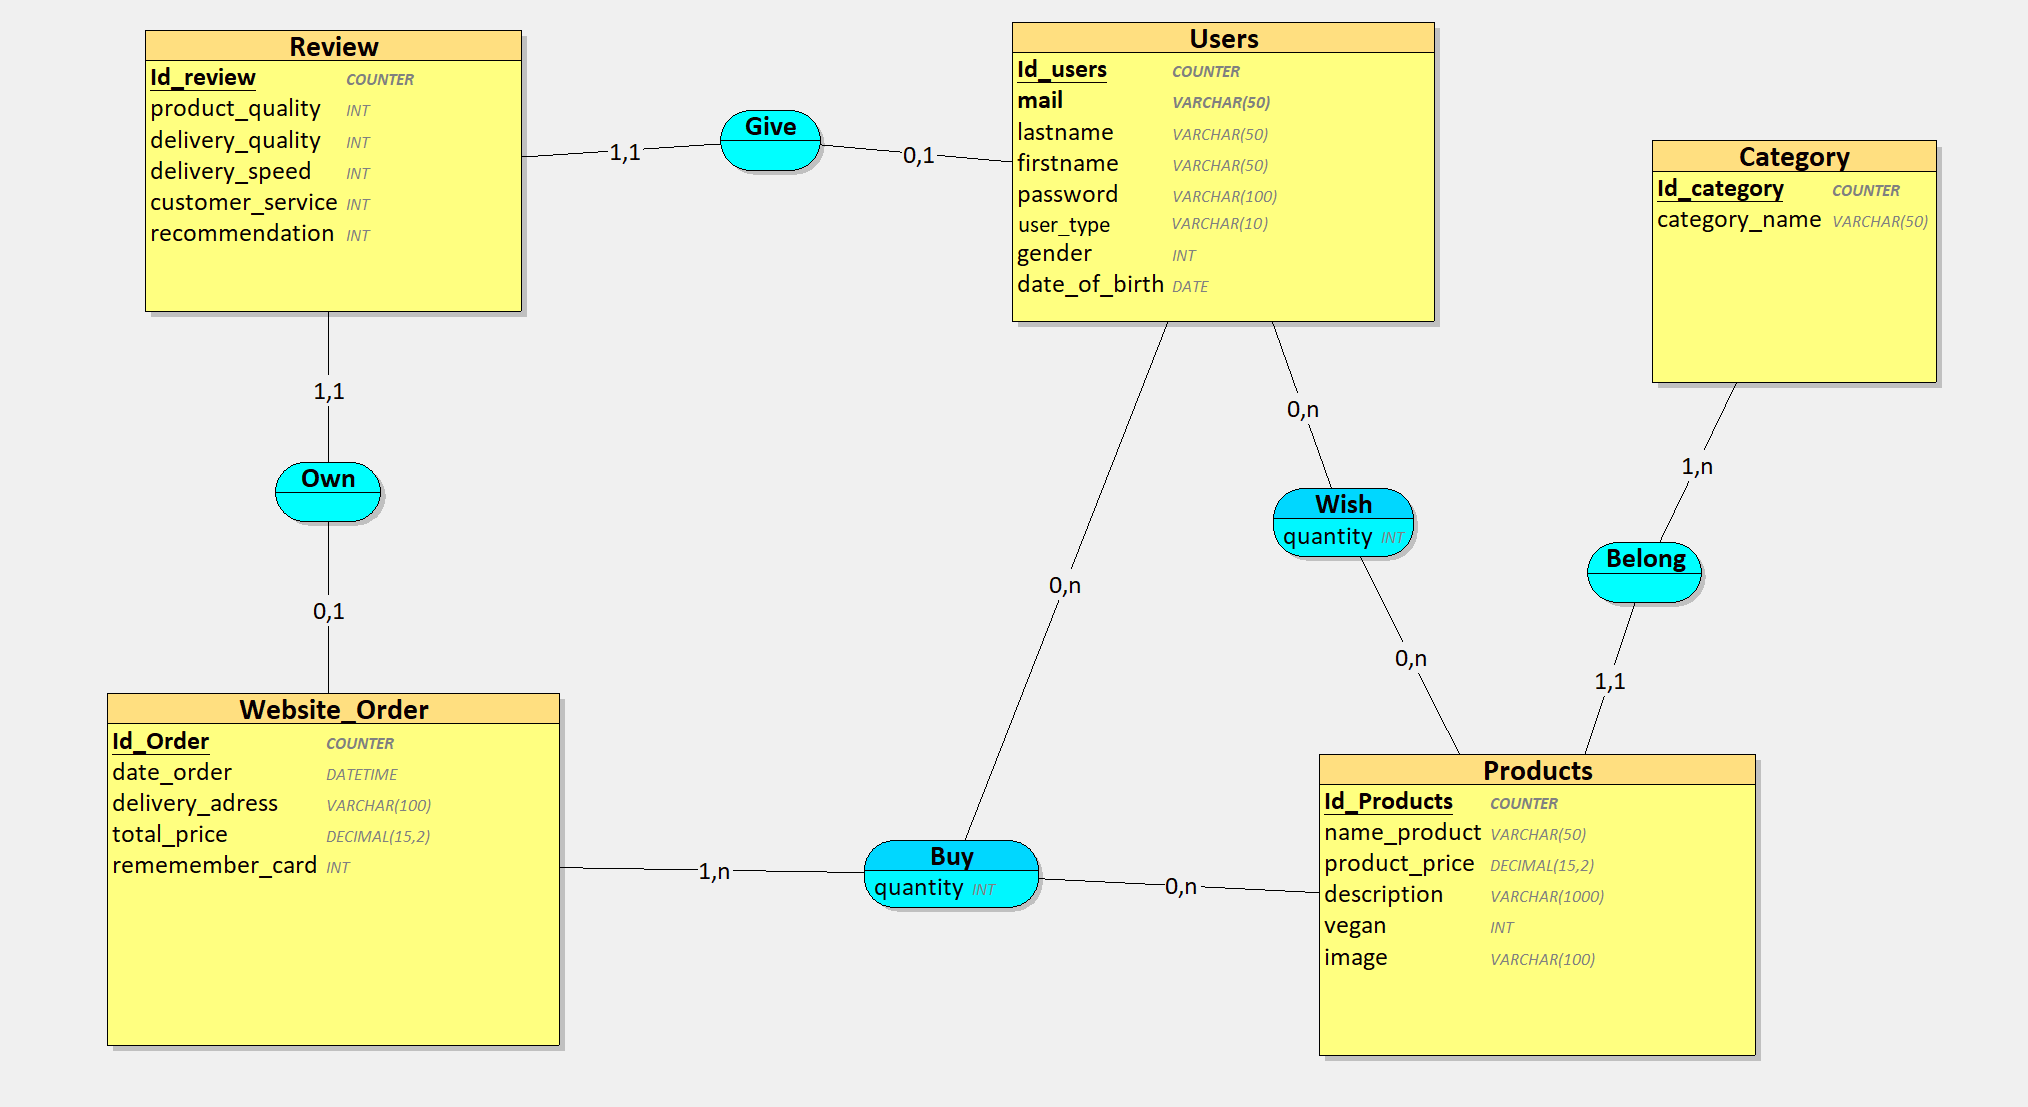 Review
Id_review COUNTER
product_quality INT
delivery_quality INT
delivery_speed INT
customer_service INT
recommendation INT
1,1
Give
0,1
Users
Id_users COUNTER
mail VARCHAR(50)
lastname VARCHAR(50)
firstname VARCHAR(50)
password VARCHAR(100)
user_type VARCHAR(10)
gender INT
date_of_birth DATE
Category
Id_category COUNTER
category_name VARCHAR(50)
1,1
Own
0,1
0,n
0,n
Wish
quantity INT
0,n
1,n
Belong
1,1
Website_Order
Id_Order COUNTER
date_order DATETIME
delivery_adress VARCHAR(100)
total_price DECIMAL(15,2)
rememember_card INT
1,n
Buy
quantity INT
0,n
Products
Id_Products COUNTER
name_product VARCHAR(50)
product_price DECIMAL(15,2)
description VARCHAR(1000)
vegan INT
image VARCHAR(100)